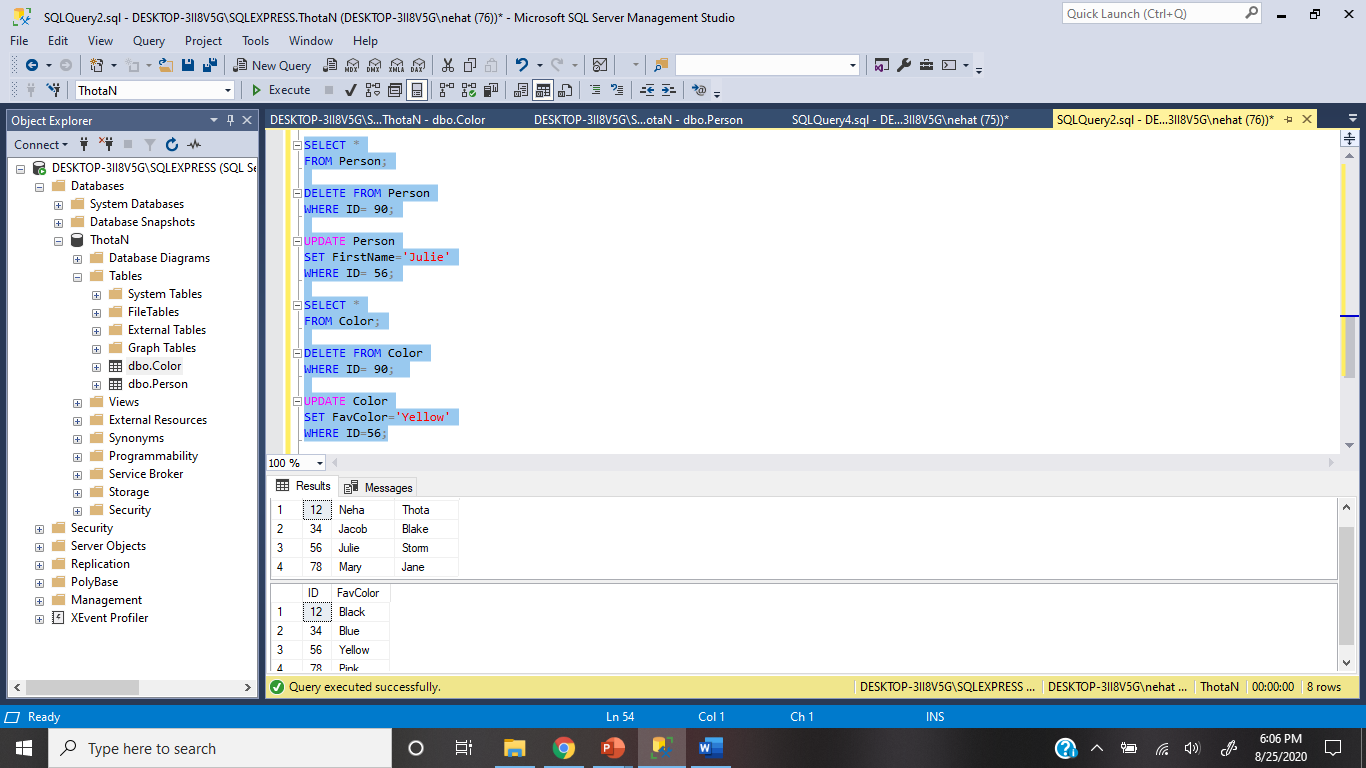 SQLQuery2.sql - DESKTOP-3II8V5G\SQLEXPRESS.ThotaN (DESKTOP-3II8V5G\nehat (76))* - Microsoft SQL Server Management Studio
Quick Launch (Ctrl+Q)
File Edit View Query Project Tools Window Help
New Query MDX DMX XMLA DAX
ThotaN Execute
Object Explorer
Connect
DESKTOP-3II8V5G\SQLEXPRESS (SQL Se
Databases
System Databases
Database Snapshots
ThotaN
Database Diagrams
Tables
System Tables
FileTables
External Tables
Graph Tables
dbo.Color
dbo.Person
Views
External Resources
Synonyms
Programmability
Service Broker
Storage
Security
Security
Server Objects
Replication
PolyBase
Management
XEvent Profiler
DESKTOP-3II8V5G\S...ThotaN - dbo.Color DESKTOP-3II8V5G\S...otaN - dbo.Person SQLQuery4.sql - DE...3II8V5G\nehat (75))* SQLQuery2.sql - DE...3II8V5G\nehat (76))*
SELECT *
FROM Person;
DELETE FROM Person
WHERE ID= 90;
UPDATE Person
SET FirstName='Julie'
WHERE ID= 56;
SELECT *
FROM Color;
DELETE FROM Color
WHERE ID= 90;
UPDATE Color
SET FavColor='Yellow'
WHERE ID=56;
100 %
Results Messages
1 12 Neha Thota
2 34 Jacob Blake
3 56 Julie Storm
4 78 Mary Jane
ID FavColor
1 12 Black
2 34 Blue
3 56 Yellow
4 78 Pink
Query executed successfully. DESKTOP-3II8V5G\SQLEXPRESS ... DESKTOP-3II8V5G\nehat ... ThotaN 00:00:00 8 rows
Ready Ln 54 Col 1 Ch 1 INS
Type here to search
6:06 PM
8/25/2020